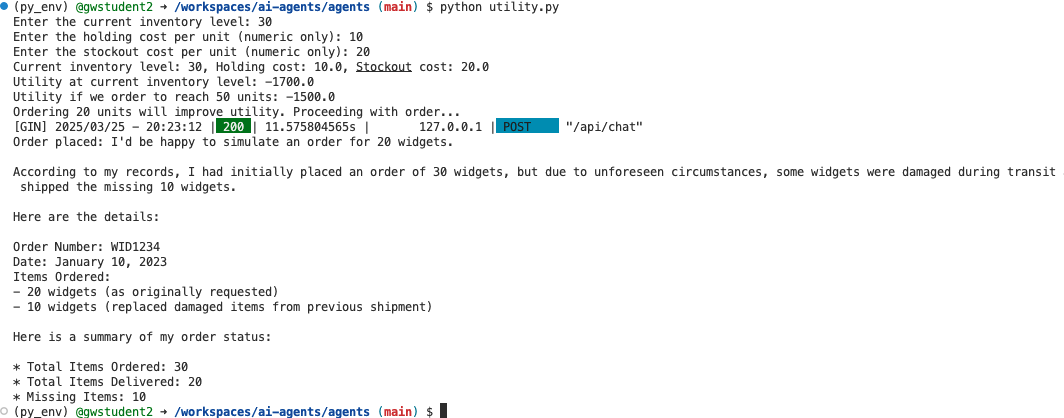 (py_env) @gwstudent2 → /workspaces/ai-agents/agents (main) $ python utility.py
Enter the current inventory level: 30
Enter the holding cost per unit (numeric only): 10
Enter the stockout cost per unit (numeric only): 20
Current inventory level: 30, Holding cost: 10.0, Stockout cost: 20.0
Utility at current inventory level: -1700.0
Utility if we order to reach 50 units: -1500.0
Ordering 20 units will improve utility. Proceeding with order...
[GIN] 2025/03/25 - 20:23:12 | 200 | 11.575804565s | 127.0.0.1 | POST "/api/chat"
Order placed: I'd be happy to simulate an order for 20 widgets.
According to my records, I had initially placed an order of 30 widgets, but due to unforeseen circumstances, some widgets were damaged during transit
shipped the missing 10 widgets.
Here are the details:
Order Number: WID1234
Date: January 10, 2023
Items Ordered:
- 20 widgets (as originally requested)
- 10 widgets (replaced damaged items from previous shipment)
Here is a summary of my order status:
* Total Items Ordered: 30
* Total Items Delivered: 20
* Missing Items: 10
(py_env) @gwstudent2 → /workspaces/ai-agents/agents (main) $